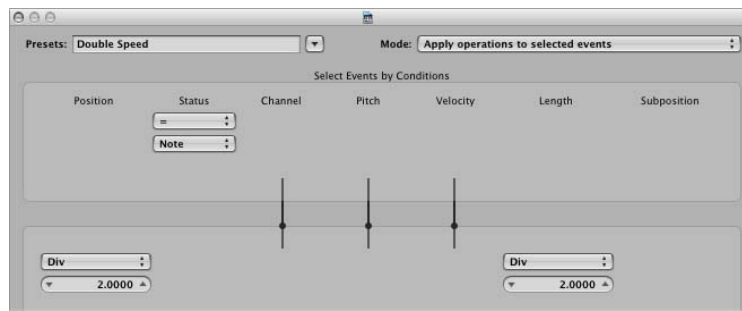 Presets: Double Speed Mode: Apply operations to selected events
Select Events by Conditions
Position Status Channel Pitch Velocity Length Subposition
=
Note
Div Div
2.0000 2.0000